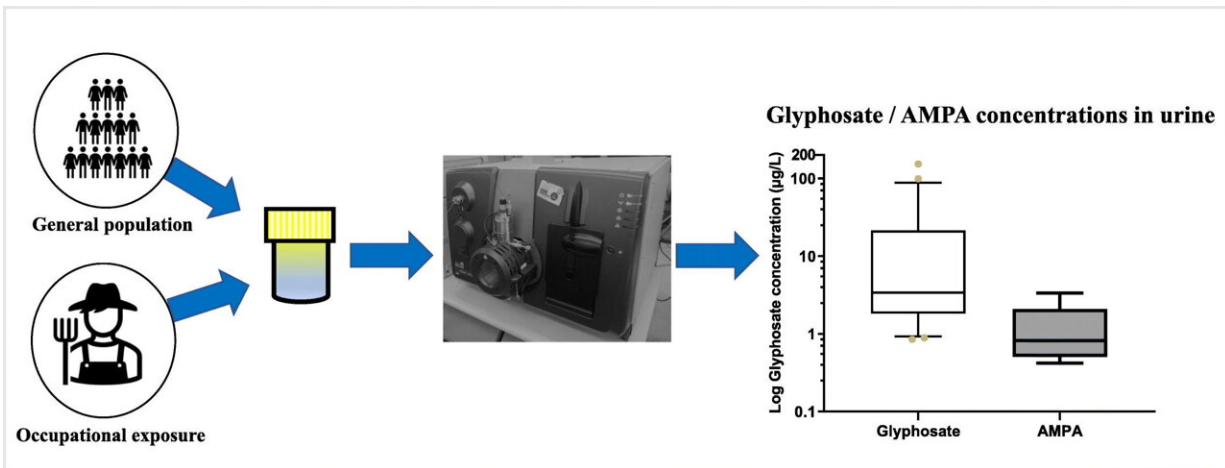 General population
Occupational exposure
Glyphosate / AMPA concentrations in urine
Log Glyphosate concentration (µg/L)
200
100
10
1
0.1
Glyphosate
AMPA